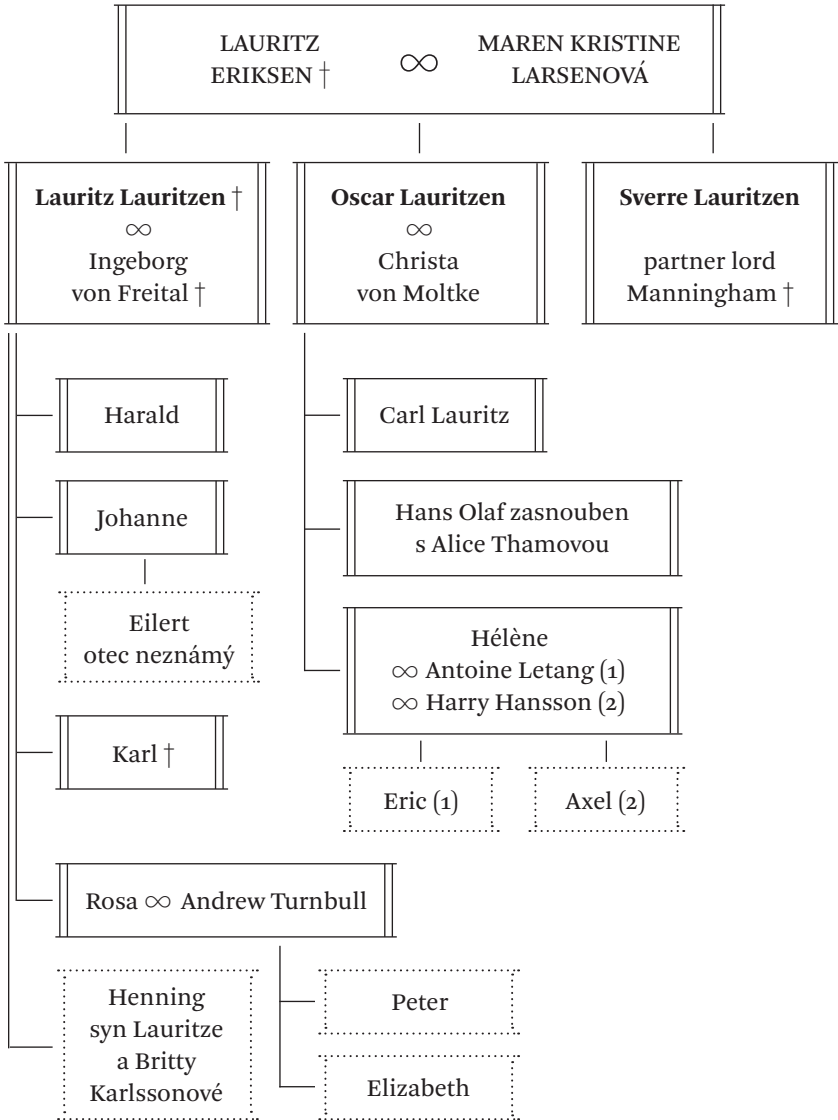 LAURITZ
ERIKSEN †
∞
MAREN KRISTINE
LARSENOVÁ
Lauritz Lauritzen †
∞
Ingeborg
von Freital †
Oscar Lauritzen
∞
Christa
von Moltke
Sverre Lauritzen
partner lord
Manningham †
Harald
Johanne
Eilert
otec neznámý
Karl †
Rosa ∞ Andrew Turnbull
Henning
syn Lauritze
a Britty
Karlssonové
Peter
Elizabeth
Carl Lauritz
Hans Olaf zasnouben
s Alice Thamovou
Hélène
∞ Antoine Letang (1)
∞ Harry Hansson (2)
Eric (1)
Axel (2)